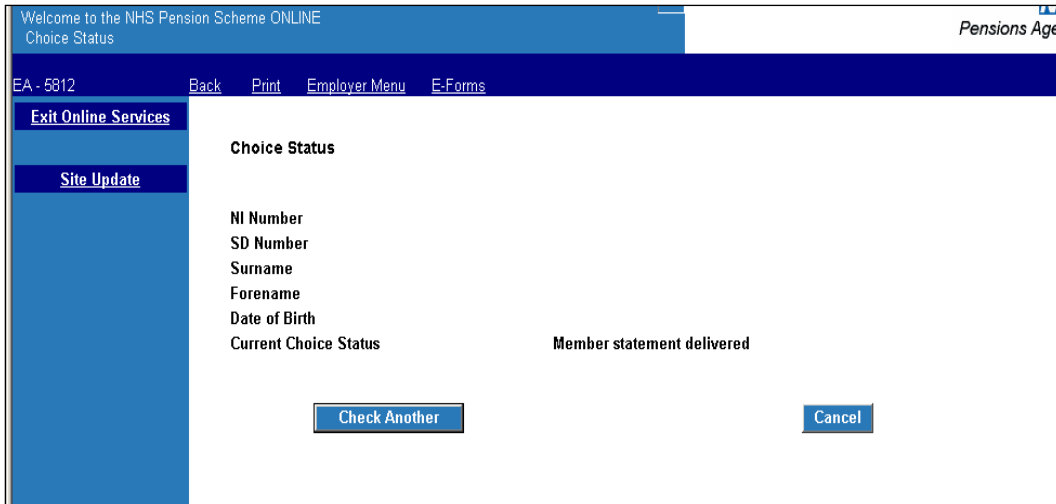 Welcome to the NHS Pension Scheme ONLINE
Choice Status
Pensions
EA - 5812 Back Print Employer Menu E-Forms
Exit Online Services
Site Update
Choice Status
NI Number
SD Number
Surname
Forename
Date of Birth
Current Choice Status Member statement delivered
Check Another Cancel